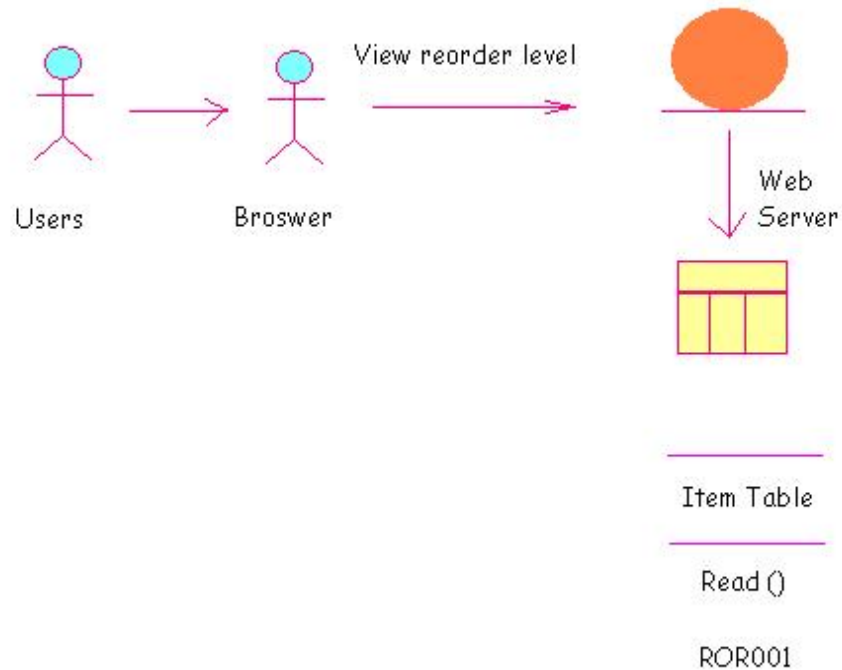 View reorder level
Users
Broswer
Web
Server
Item Table
Read ()
ROR001